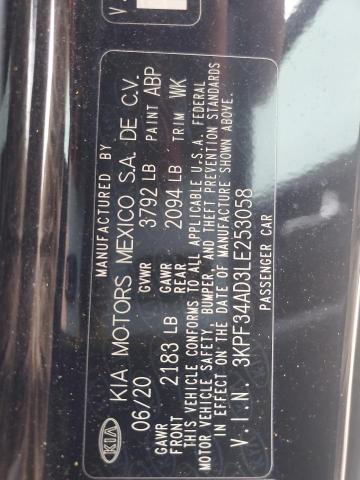 V.
MANUFACTURED BY
KIA KIA MOTORS MEXICO S.A. DE C.V.
06/20 GVWR 3792 LB PAINT ABP
GAWR FRONT 2183 LB GAWR REAR 2094 LB TRIM WK
THIS VEHICLE CONFORMS TO ALL APPLICABLE U.S.A. FEDERAL
MOTOR VEHICLE SAFETY, BUMPER, AND THEFT PREVENTION STANDARDS
IN EFFECT ON THE DATE OF MANUFACTURE SHOWN ABOVE.
V.I.N. 3KPF34AD3LE253058
PASSENGER CAR